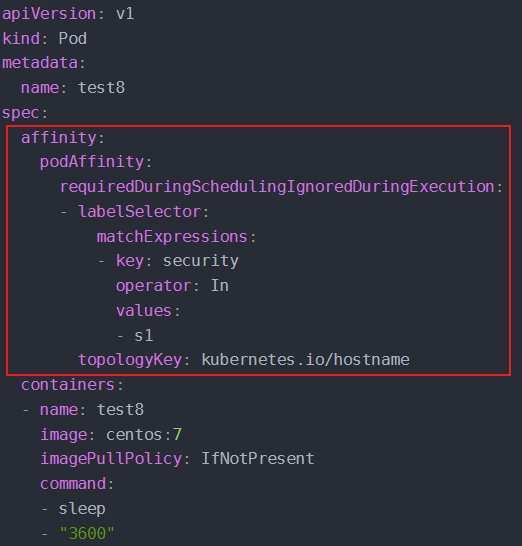 apiVersion: v1
kind: Pod
metadata:
  name: test8
spec:
  affinity:
    podAffinity:
      requiredDuringSchedulingIgnoredDuringExecution:
      - labelSelector:
          matchExpressions:
          - key: security
            operator: In
            values:
            - s1
        topologyKey: kubernetes.io/hostname
  containers:
  - name: test8
    image: centos:7
    imagePullPolicy: IfNotPresent
    command:
    - sleep
    - "3600"